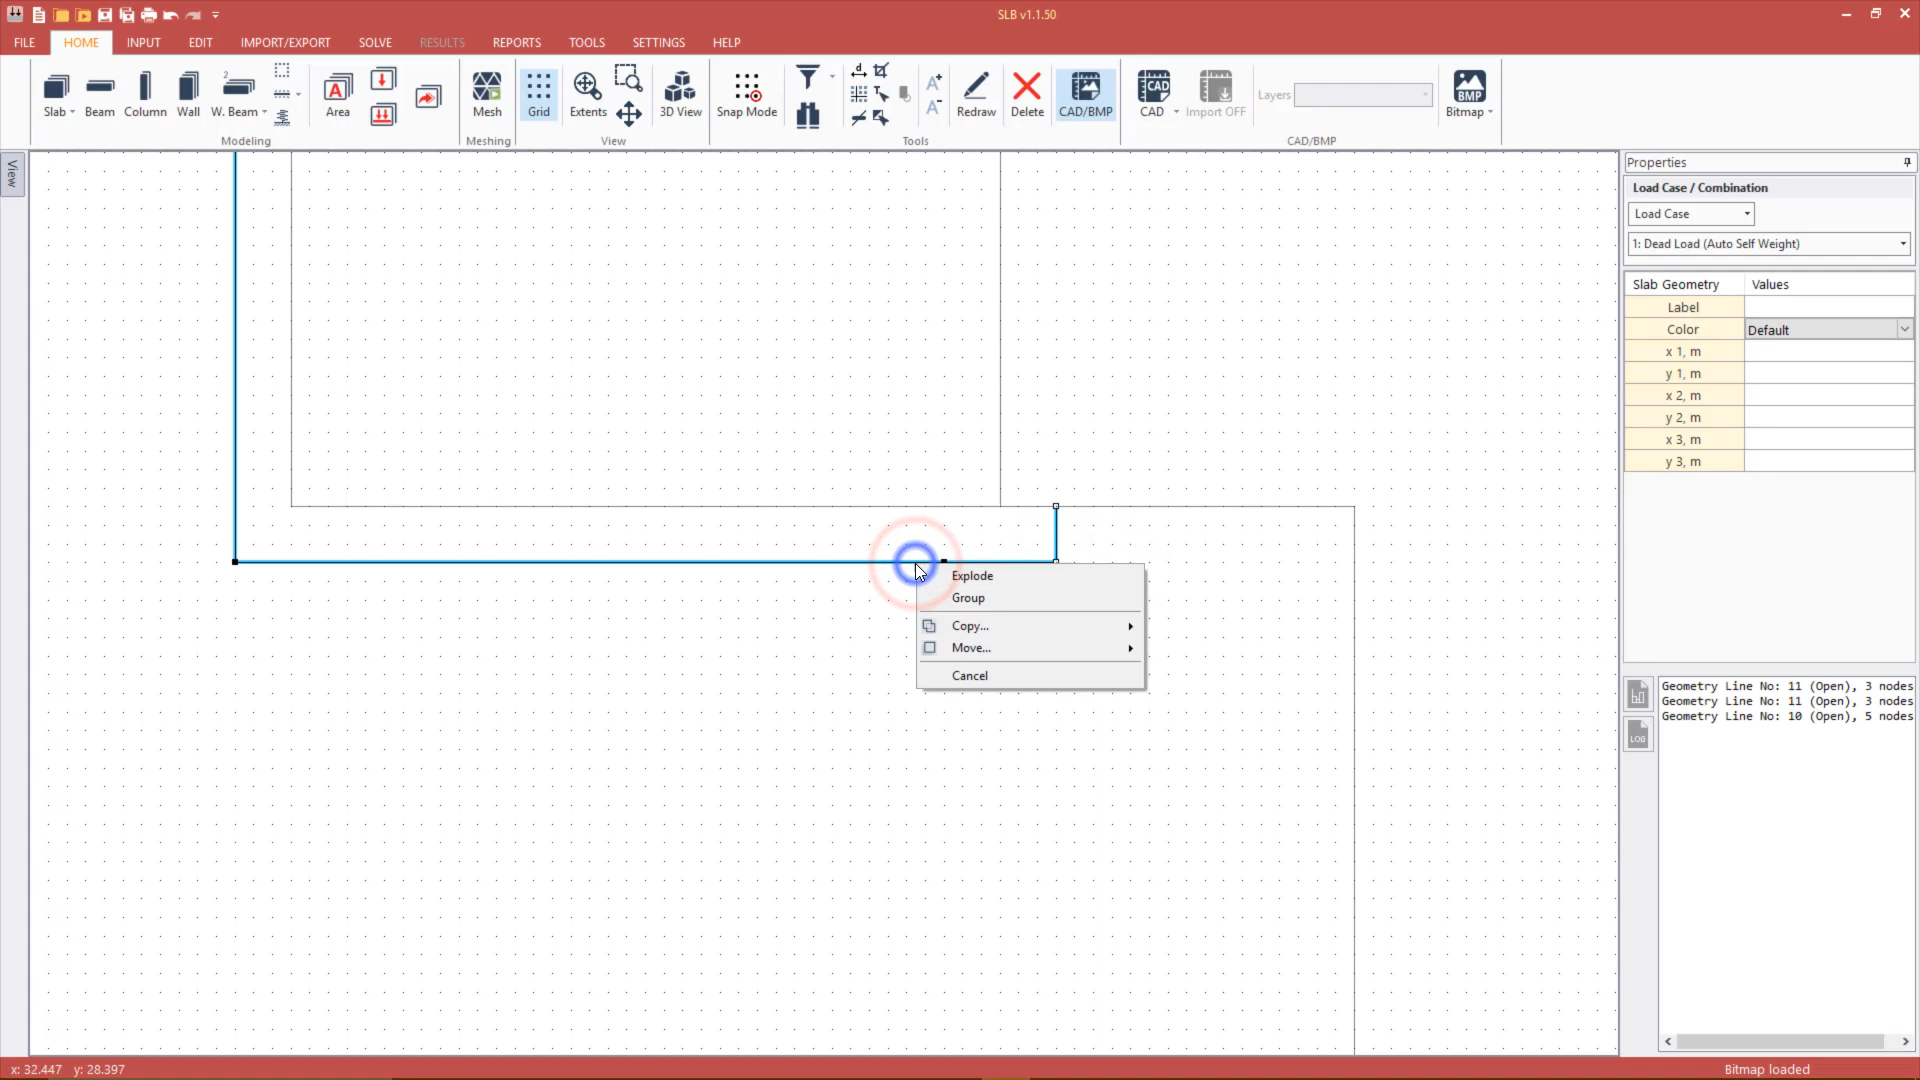 SLB v1.1.50
FILE HOME INPUT EDIT IMPORT/EXPORT SOLVE RESULTS REPORTS TOOLS SETTINGS HELP
Slab Beam Column Wall 2 W. Beam A Area Mesh Grid Extents 3D View Snap Mode d A+ A- Redraw Delete CAD/BMP CAD CAD Import OFF Layers BMP Bitmap
Modeling Meshing View Tools CAD/BMP
View
Properties
Load Case / Combination
Load Case
1: Dead Load (Auto Self Weight)
Slab Geometry Values
Label
Color Default
x 1, m
y 1, m
x 2, m
y 2, m
x 3, m
y 3, m
Explode
Group
Copy...
Move...
Cancel
Geometry Line No: 11 (Open), 3 nodes
Geometry Line No: 11 (Open), 3 nodes
Geometry Line No: 10 (Open), 5 nodes
LOG
x: 32.447 y: 28.397
Bitmap loaded